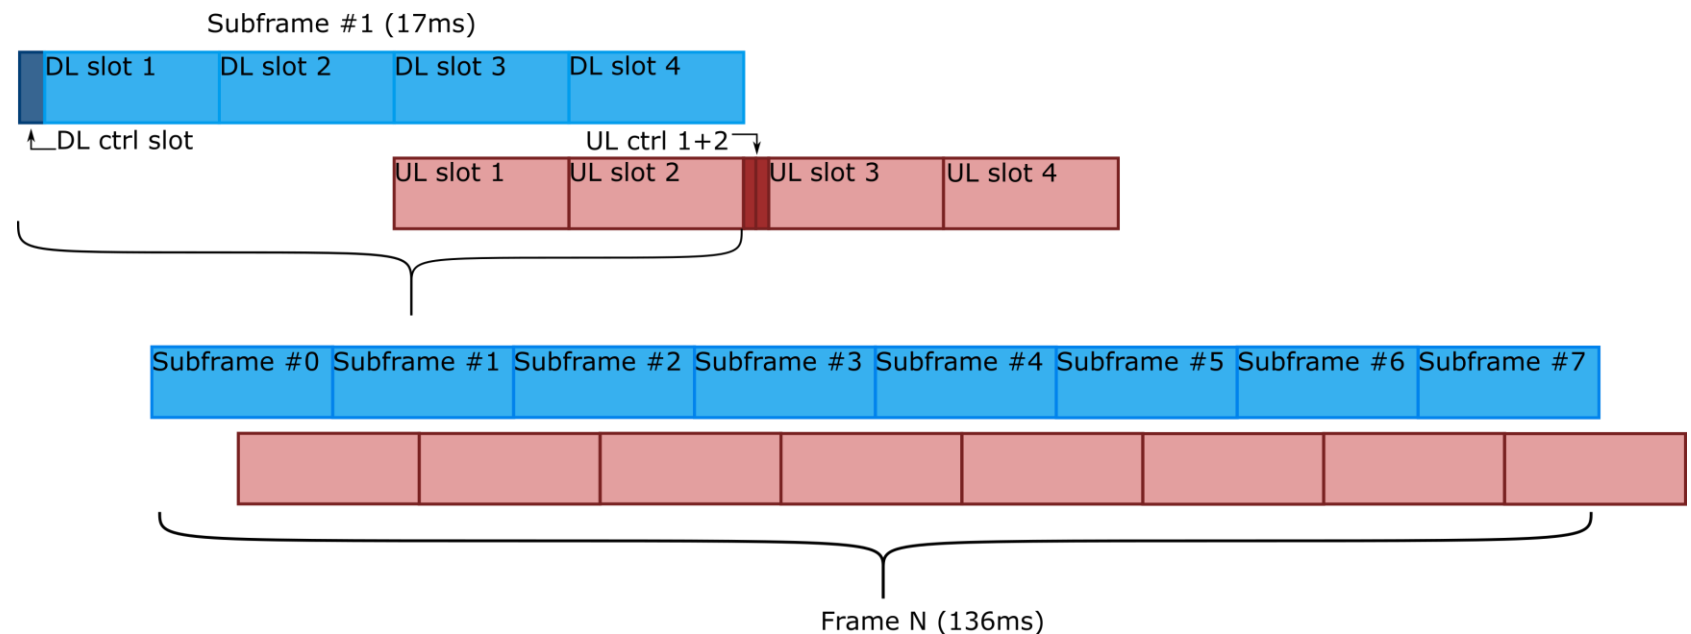 Subframe #1 (17ms)
DL slot 1 DL slot 2 DL slot 3 DL slot 4
DL ctrl slot UL ctrl 1+2
UL slot 1 UL slot 2 UL slot 3 UL slot 4
Subframe #0 Subframe #1 Subframe #2 Subframe #3 Subframe #4 Subframe #5 Subframe #6 Subframe #7
Frame N (136ms)